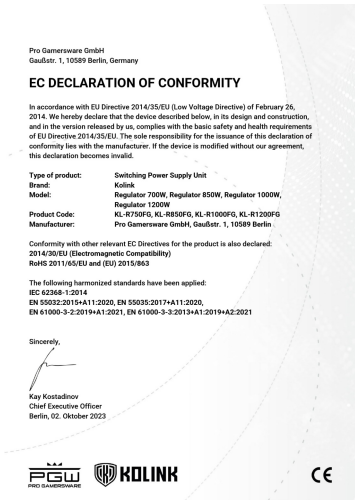 Pro Gamersware GmbH
Gaußstr. 1, 10589 Berlin, Germany
EC DECLARATION OF CONFORMITY
In accordance with EU Directive 2014/35/EU (Low Voltage Directive) of February 26,
2014. We hereby declare that the device described below, in its design and construction,
and in the version released by us, complies with the basic safety and health requirements
of EU Directive 2014/35/EU. The sole responsibility for the issuance of this declaration of
conformity lies with the manufacturer. If the device is modified without our agreement,
this declaration becomes invalid.
Type of product: Switching Power Supply Unit
Brand: Kolink
Model: Regulator 700W, Regulator 850W, Regulator 1000W,
Regulator 1200W
Product Code: KL-R750FG, KL-R850FG, KL-R1000FG, KL-R1200FG
Manufacturer: Pro Gamersware GmbH, Gaußstr. 1, 10589 Berlin
Conformity with other relevant EC Directives for the product is also declared:
2014/30/EU (Electromagnetic Compatibility)
RoHS 2011/65/EU and (EU) 2015/863
The following harmonized standards have been applied:
IEC 62368-1:2014
EN 55032:2015+A11:2020, EN 55035:2017+A11:2020,
EN 61000-3-2:2019+A1:2021, EN 61000-3-3:2013+A1:2019+A2:2021
Sincerely,
Kay Kostadinov
Chief Executive Officer
Berlin, 02. Oktober 2023
PGW
PRO GAMERSWARE
KOLINK
CE